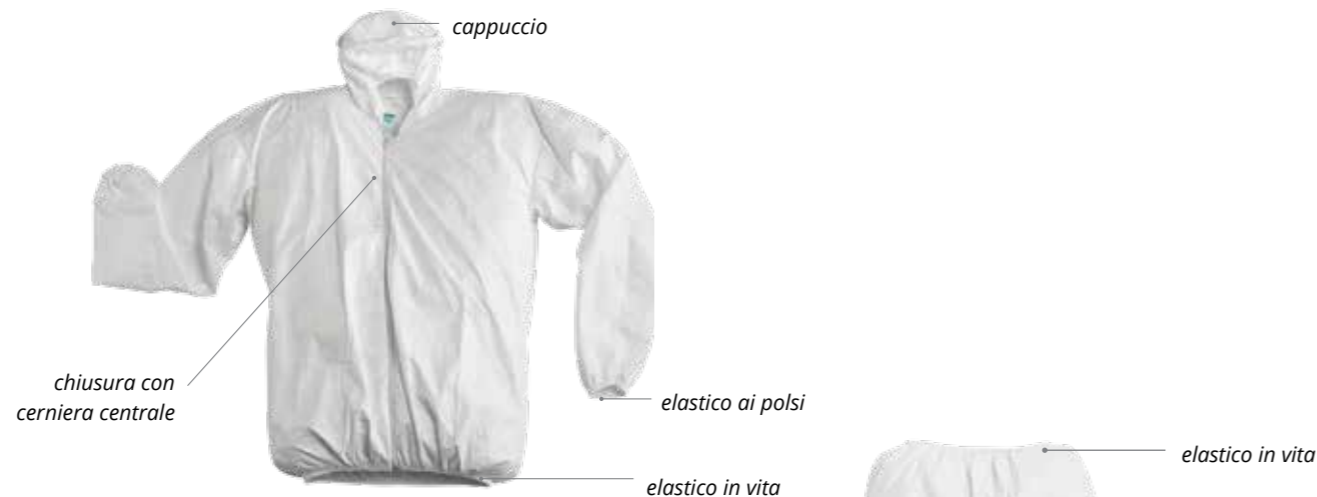 cappuccio
chiusura con
cerniera centrale
elastico ai polsi
elastico in vita
elastico in vita